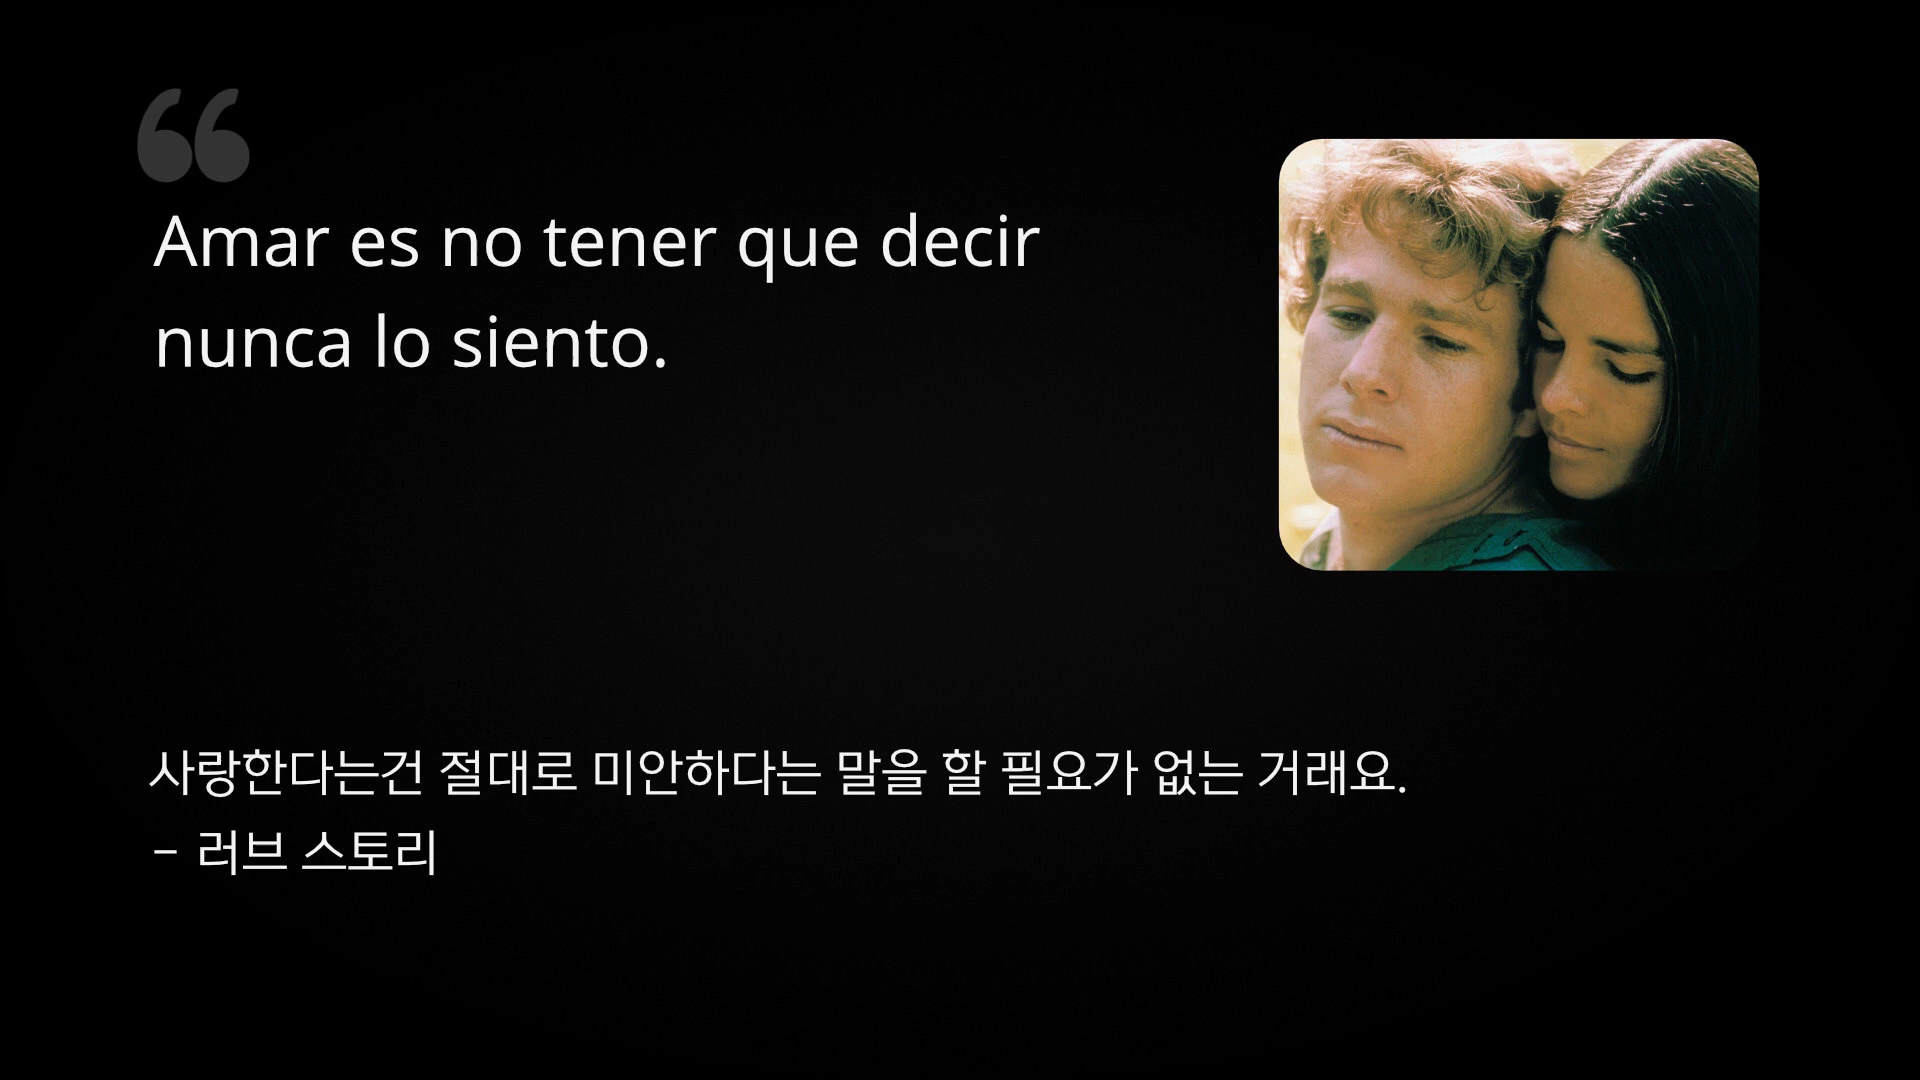 “
Amar es no tener que decir
nunca lo siento.
사랑한다는건 절대로 미안하다는 말을 할 필요가 없는 거래요.
– 러브 스토리